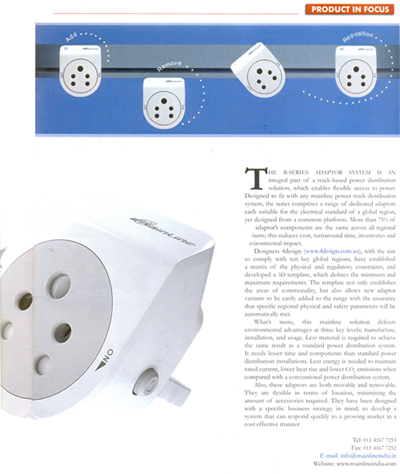 PRODUCT IN FOCUS
Add
Remove
Reposition
mainline
ON
THE B-SERIES ADAPTOR SYSTEM IS AN
integral part of a track-based power distribution
solution, which enables flexible access to power.
Designed to fit with any mainline power track distribution
system, the series comprises a range of dedicated adaptors
each suitable for the electrical standard of a global region,
yet designed from a common platform. More than 75% of
adaptor's components are the same across all regional
this reduces cost, turnaround time, inventories and
environmental impact.
Designers 4design (www.4design.com.au), with the aim
to comply with ten key global regions, have established
a matrix of the physical and regulatory constraints, and
developed a 3D template, which defines the minimum and
maximum requirements. The template not only establishes
the areas of commonality, but also allows new adaptor
variants to be easily added to the range with the assurance
that specific regional physical and safety parameters will be
automatically met.
What's more, this mainline solution delivers
environmental advantages at three key levels; manufacture,
installation, and usage. Less material is required to achieve
the same result as a standard power distribution system.
It needs lesser time and components than standard power
distribution installations. Less energy is needed to maintain
rated current, lower heat rise and lower CO2 emissions when
compared with a conventional power distribution system.
Also, these adaptors are both movable and removable.
They are flexible in terms of location, minimising the
amount of accessories required. They have been designed
with a specific business strategy in mind; to develop a
system that can respond quickly to a growing market in a
cost effective manner
Tel: 011 4167 7253
Fax: 011 4167 7252
E-mail: info@mainlineindia.in
Website: www.mainlineindia.com